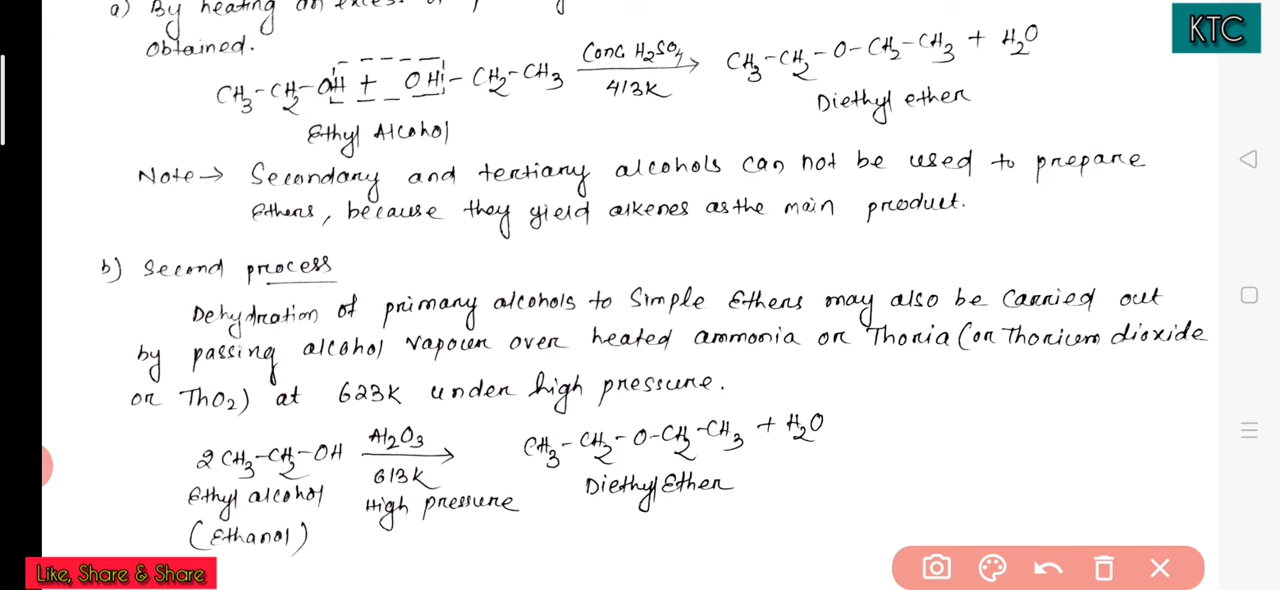 a) By heating an excess of
KTC
obtained.
CH3-CH2-OH + OH-CH2-CH3 Conc H2SO4 413K → CH3-CH2-O-CH2-CH3 + H2O
Ethyl Alcohol Diethyl ether
Note → Secondary and tertiary alcohols can not be used to prepare
Ethers, because they yield alkenes as the main product.
b) Second process
Dehydration of primary alcohols to Simple Ethers may also be carried out
by passing alcohol vapour over heated ammonia or Thoria (or Thorium dioxide
or ThO2) at 623K under high pressure.
2CH3-CH2-OH Al2O3 613K High pressure → CH3-CH2-O-CH2-CH3 + H2O
Ethyl alcohol Diethyl Ether
(Ethanol)
Like, Share & Share